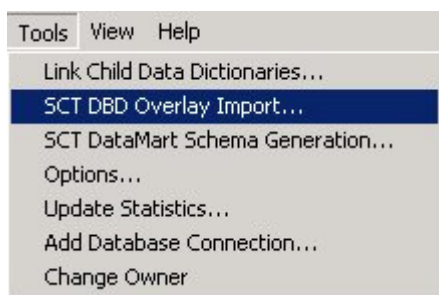 Tools View Help
Link Child Data Dictionaries...
SCT DBD Overlay Import...
SCT DataMart Schema Generation...
Options...
Update Statistics...
Add Database Connection...
Change Owner